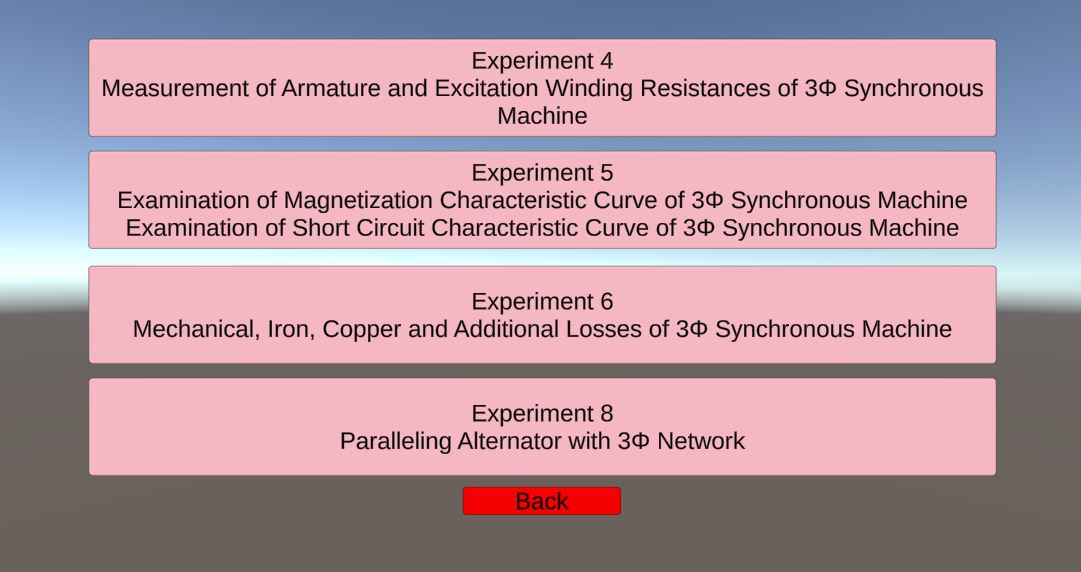 Experiment 4
Measurement of Armature and Excitation Winding Resistances of 3Φ Synchronous
Machine
Experiment 5
Examination of Magnetization Characteristic Curve of 3Φ Synchronous Machine
Examination of Short Circuit Characteristic Curve of 3Φ Synchronous Machine
Experiment 6
Mechanical, Iron, Copper and Additional Losses of 3Φ Synchronous Machine
Experiment 8
Paralleling Alternator with 3Φ Network
Back